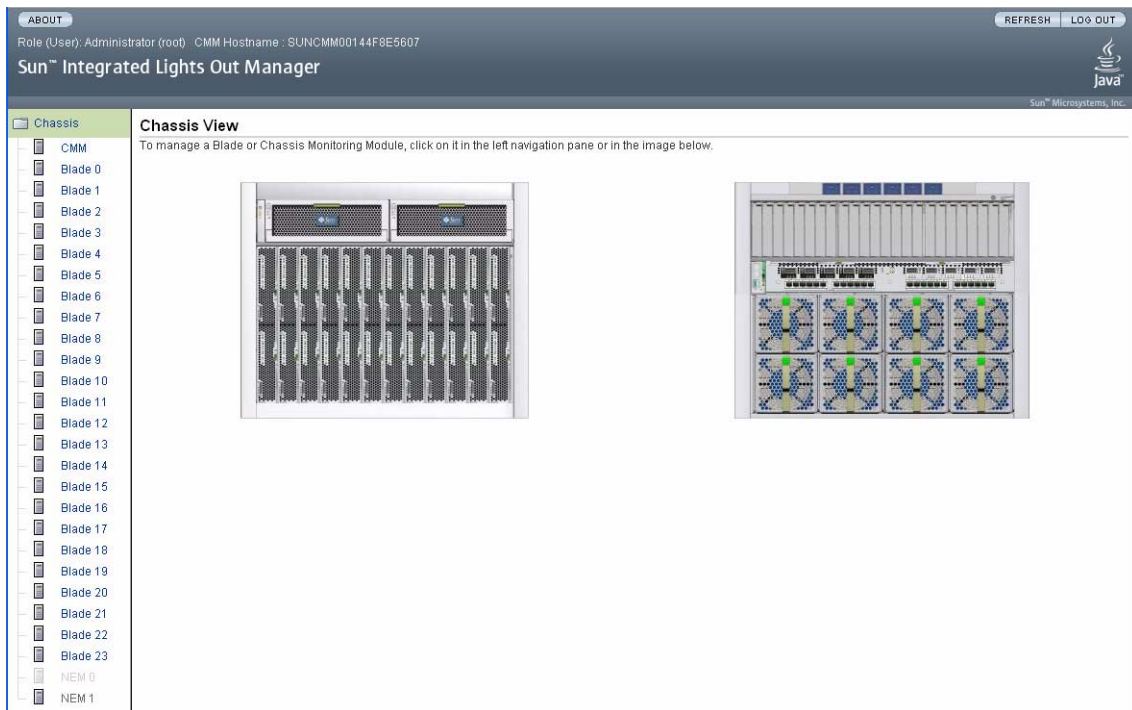 ABOUT
REFRESH LOG OUT
Role (User): Administrator (root) CMM Hostname : SUNCMM00144F8E5607
Sun™ Integrated Lights Out Manager
Java™
Sun™ Microsystems, Inc.
Chassis
CMM
Blade 0
Blade 1
Blade 2
Blade 3
Blade 4
Blade 5
Blade 6
Blade 7
Blade 8
Blade 9
Blade 10
Blade 11
Blade 12
Blade 13
Blade 14
Blade 15
Blade 16
Blade 17
Blade 18
Blade 19
Blade 20
Blade 21
Blade 22
Blade 23
NEM 0
NEM 1
Chassis View
To manage a Blade or Chassis Monitoring Module, click on it in the left navigation pane or in the image below.
Sun
Sun